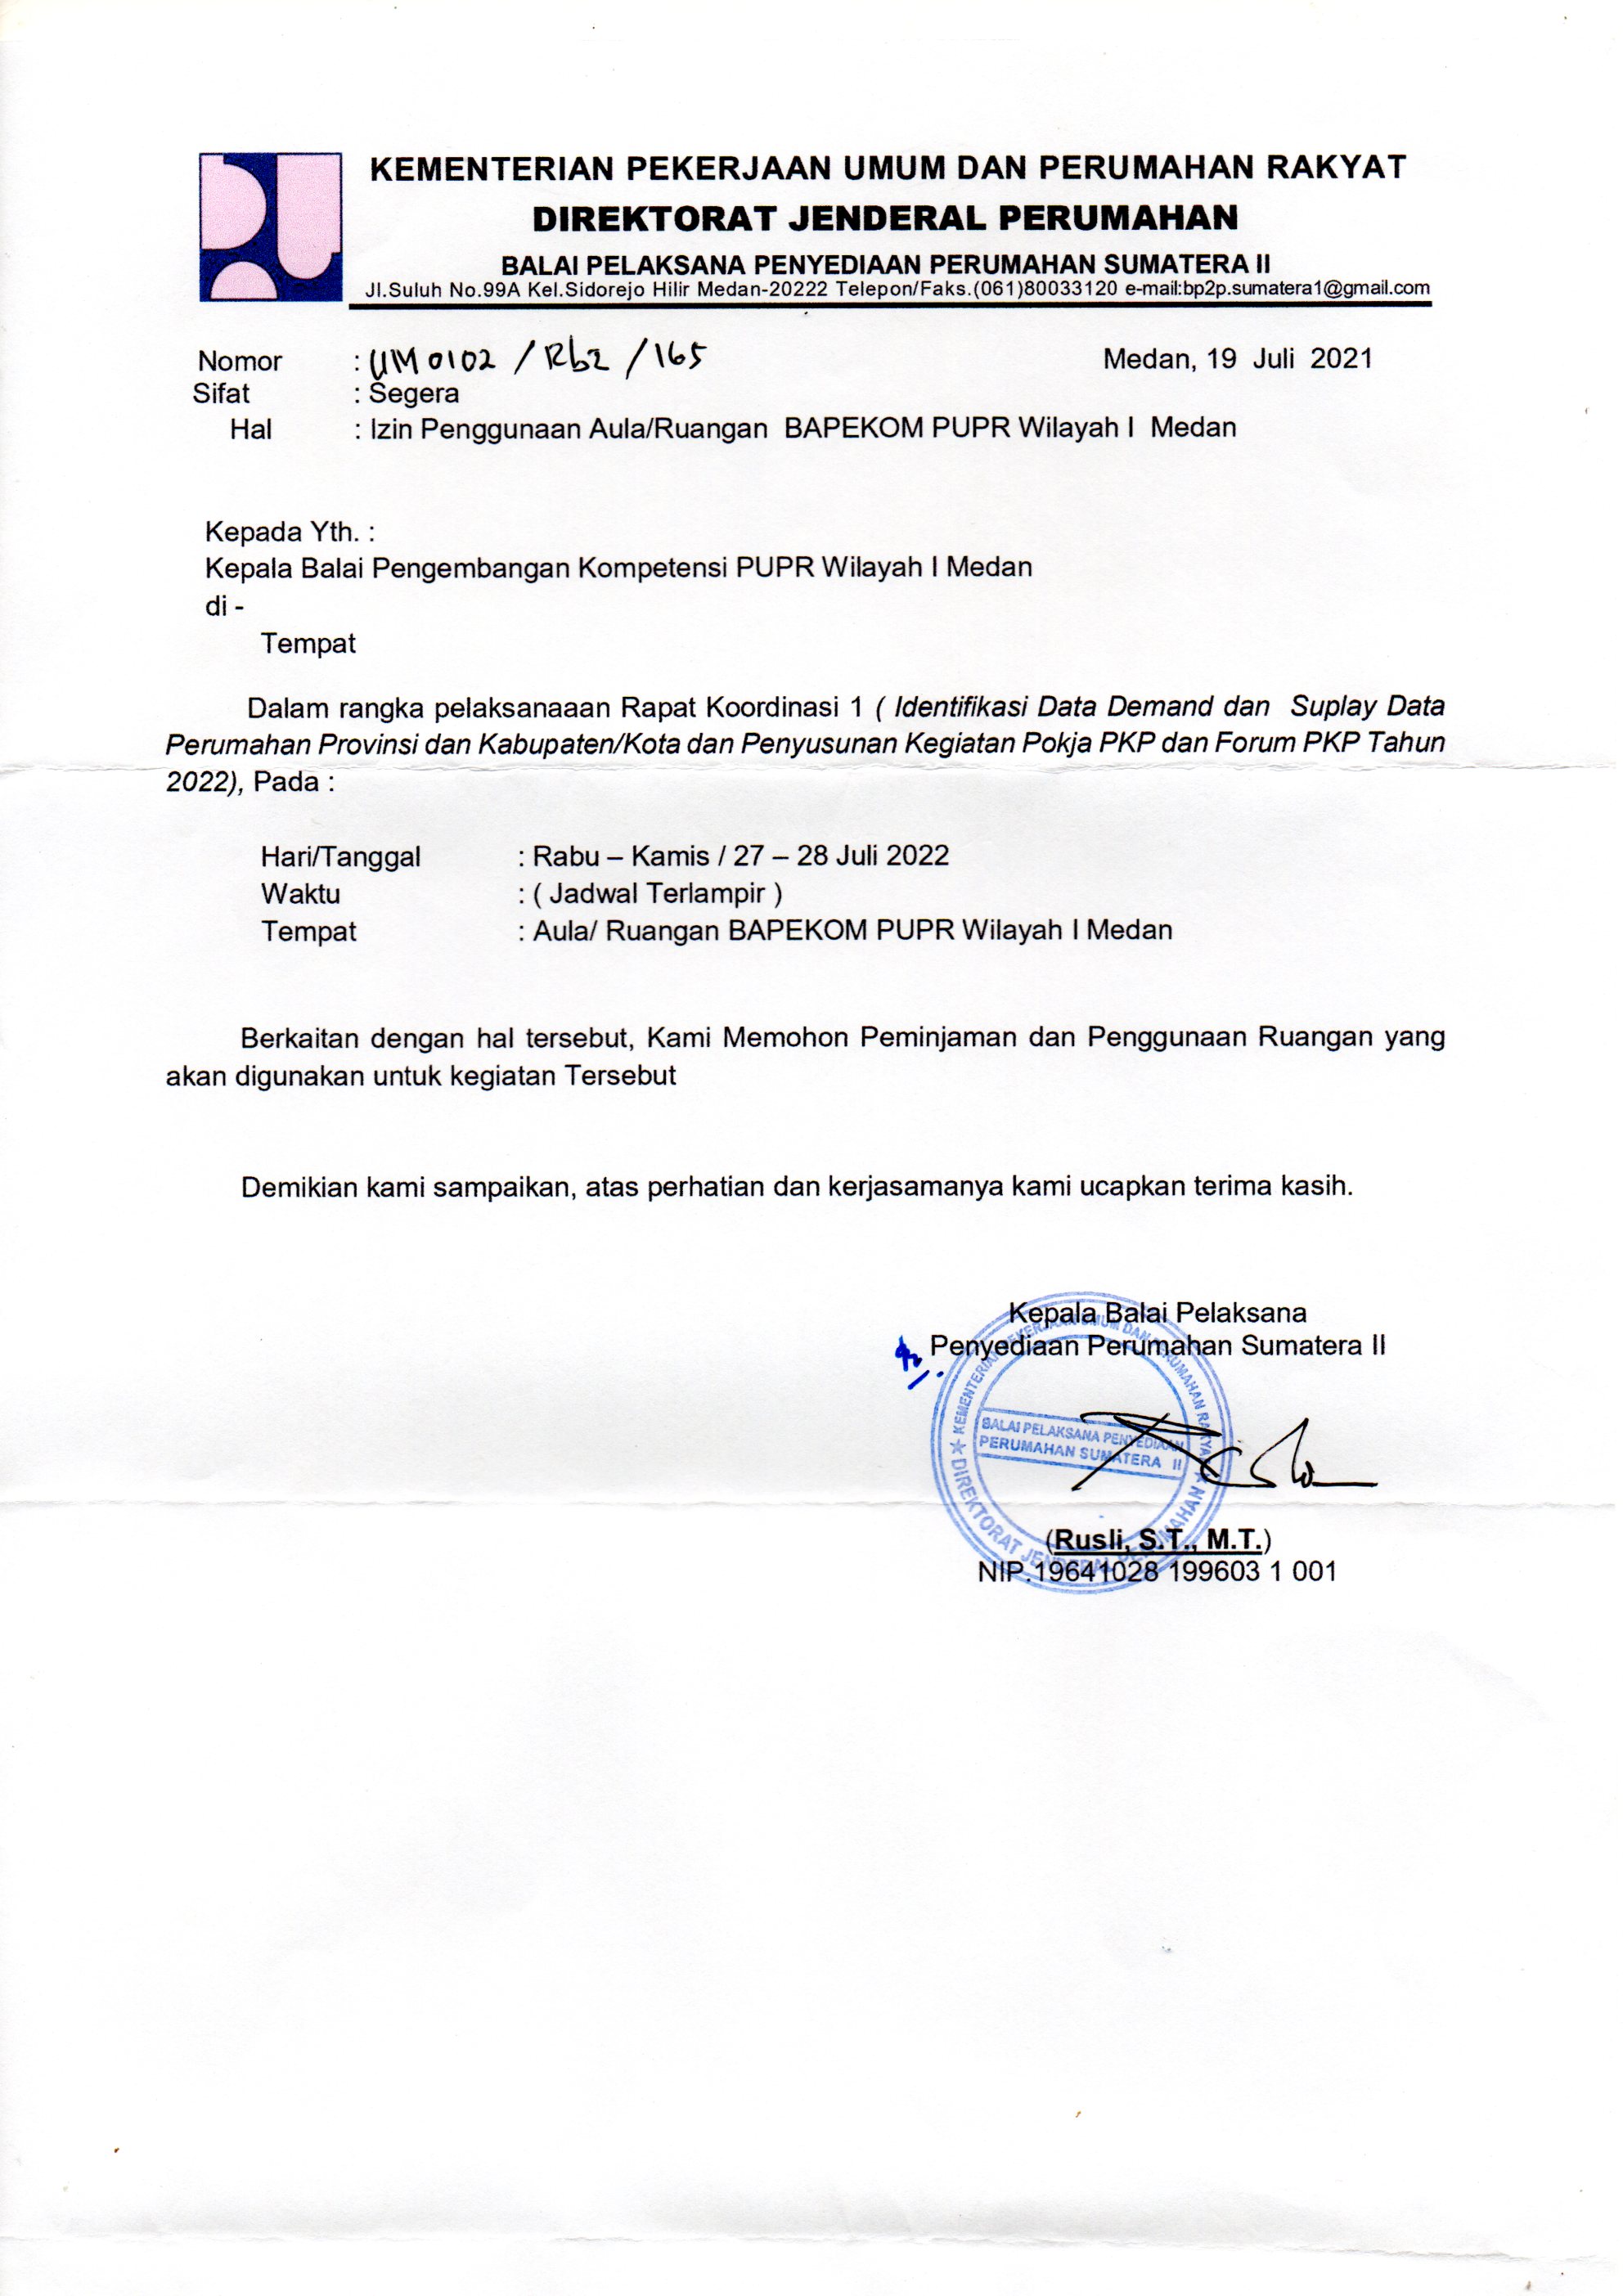 KEMENTERIAN PEKERJAAN UMUM DAN PERUMAHAN RAKYAT
DIREKTORAT JENDERAL PERUMAHAN
BALAI PELAKSANA PENYEDIAAN PERUMAHAN SUMATERA II
Jl.Suluh No.99A Kel.Sidorejo Hilir Medan-20222 Telepon/Faks.(061)80033120 e-mail:bp2p.sumatera1@gmail.com
Nomor : UM 0102 / Rb2 / 165 Medan, 19 Juli 2021
Sifat : Segera
Hal : Izin Penggunaan Aula/Ruangan BAPEKOM PUPR Wilayah I Medan
Kepada Yth. :
Kepala Balai Pengembangan Kompetensi PUPR Wilayah I Medan
di -
Tempat
Dalam rangka pelaksanaaan Rapat Koordinasi 1 ( Identifikasi Data Demand dan Suplay Data
Perumahan Provinsi dan Kabupaten/Kota dan Penyusunan Kegiatan Pokja PKP dan Forum PKP Tahun
2022), Pada :
Hari/Tanggal : Rabu – Kamis / 27 – 28 Juli 2022
Waktu : ( Jadwal Terlampir )
Tempat : Aula/ Ruangan BAPEKOM PUPR Wilayah I Medan
Berkaitan dengan hal tersebut, Kami Memohon Peminjaman dan Penggunaan Ruangan yang
akan digunakan untuk kegiatan Tersebut
Demikian kami sampaikan, atas perhatian dan kerjasamanya kami ucapkan terima kasih.
Kepala Balai Pelaksana
Penyediaan Perumahan Sumatera II
KEMENTERIAN PEKERJAAN UMUM DAN PERUMAHAN RAKYAT
BALAI PELAKSANA PENYEDIAAN
PERUMAHAN SUMATERA II
DIREKTORAT JENDERAL PERUMAHAN
(Rusli, S.T., M.T.)
NIP.19641028 199603 1 001